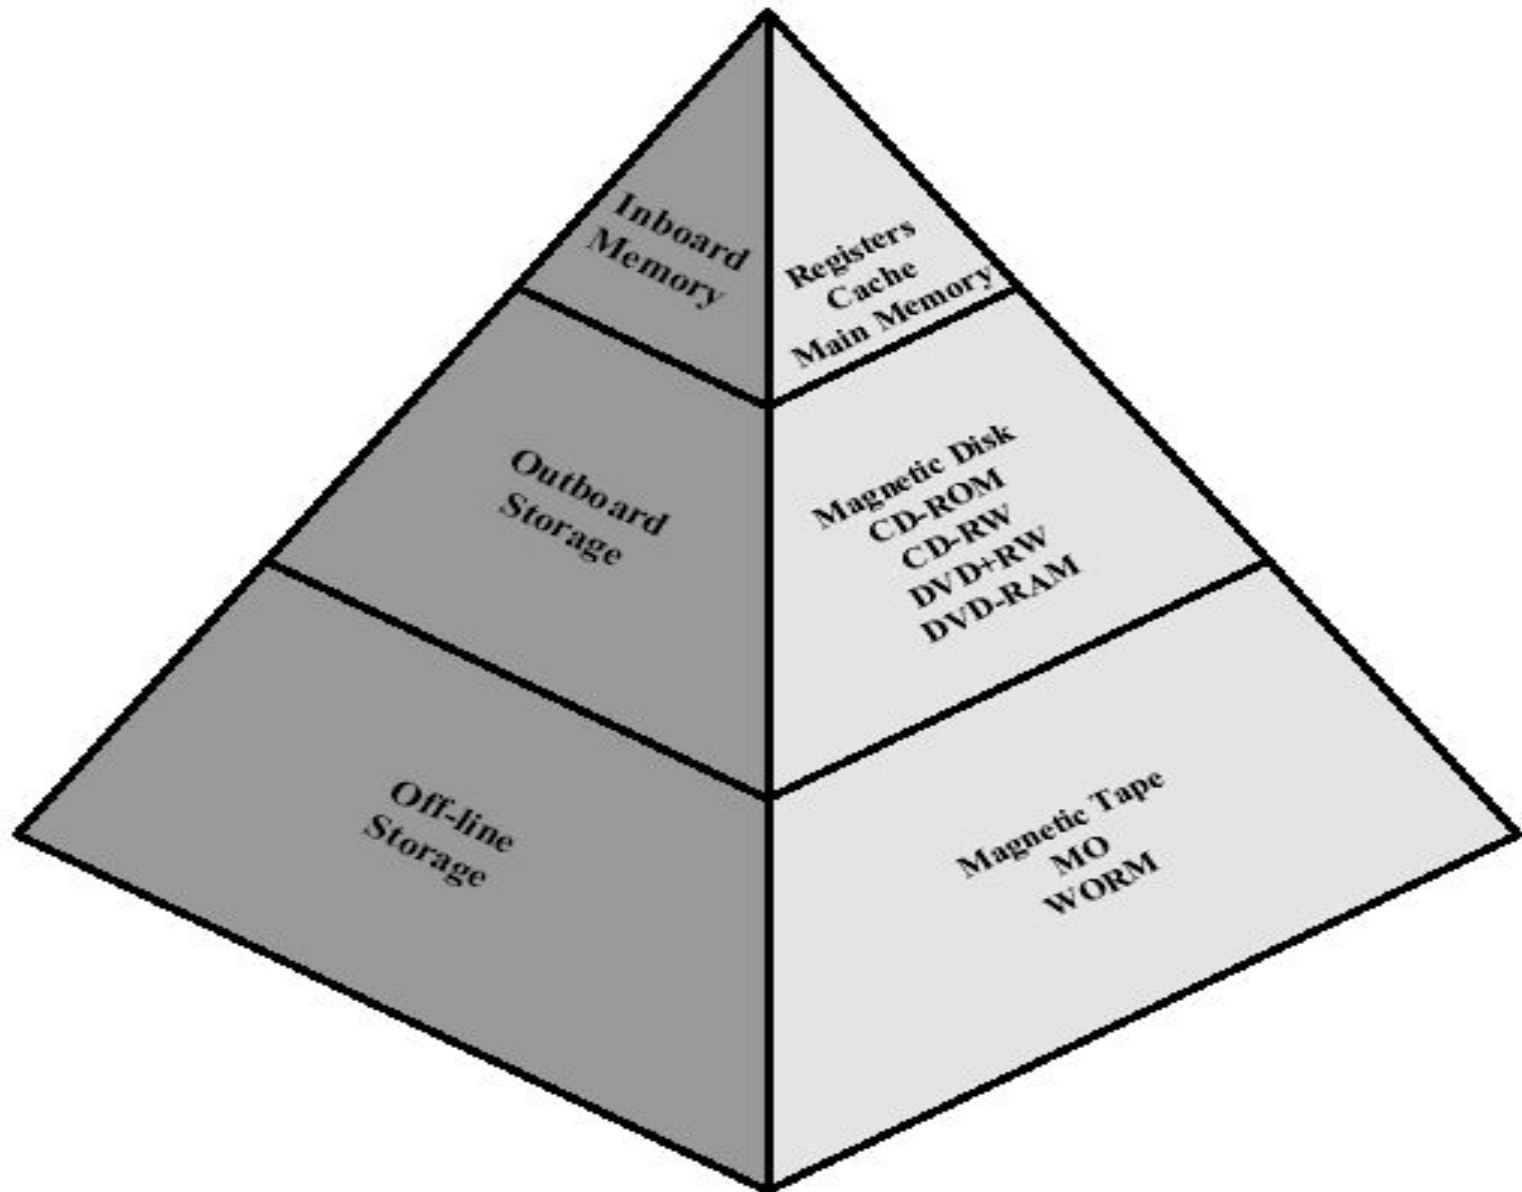 Inboard
Memory
Registers
Cache
Main Memory
Outboard
Storage
Magnetic Disk
CD-ROM
CD-RW
DVD+RW
DVD-RAM
Off-line
Storage
Magnetic Tape
MO
WORM